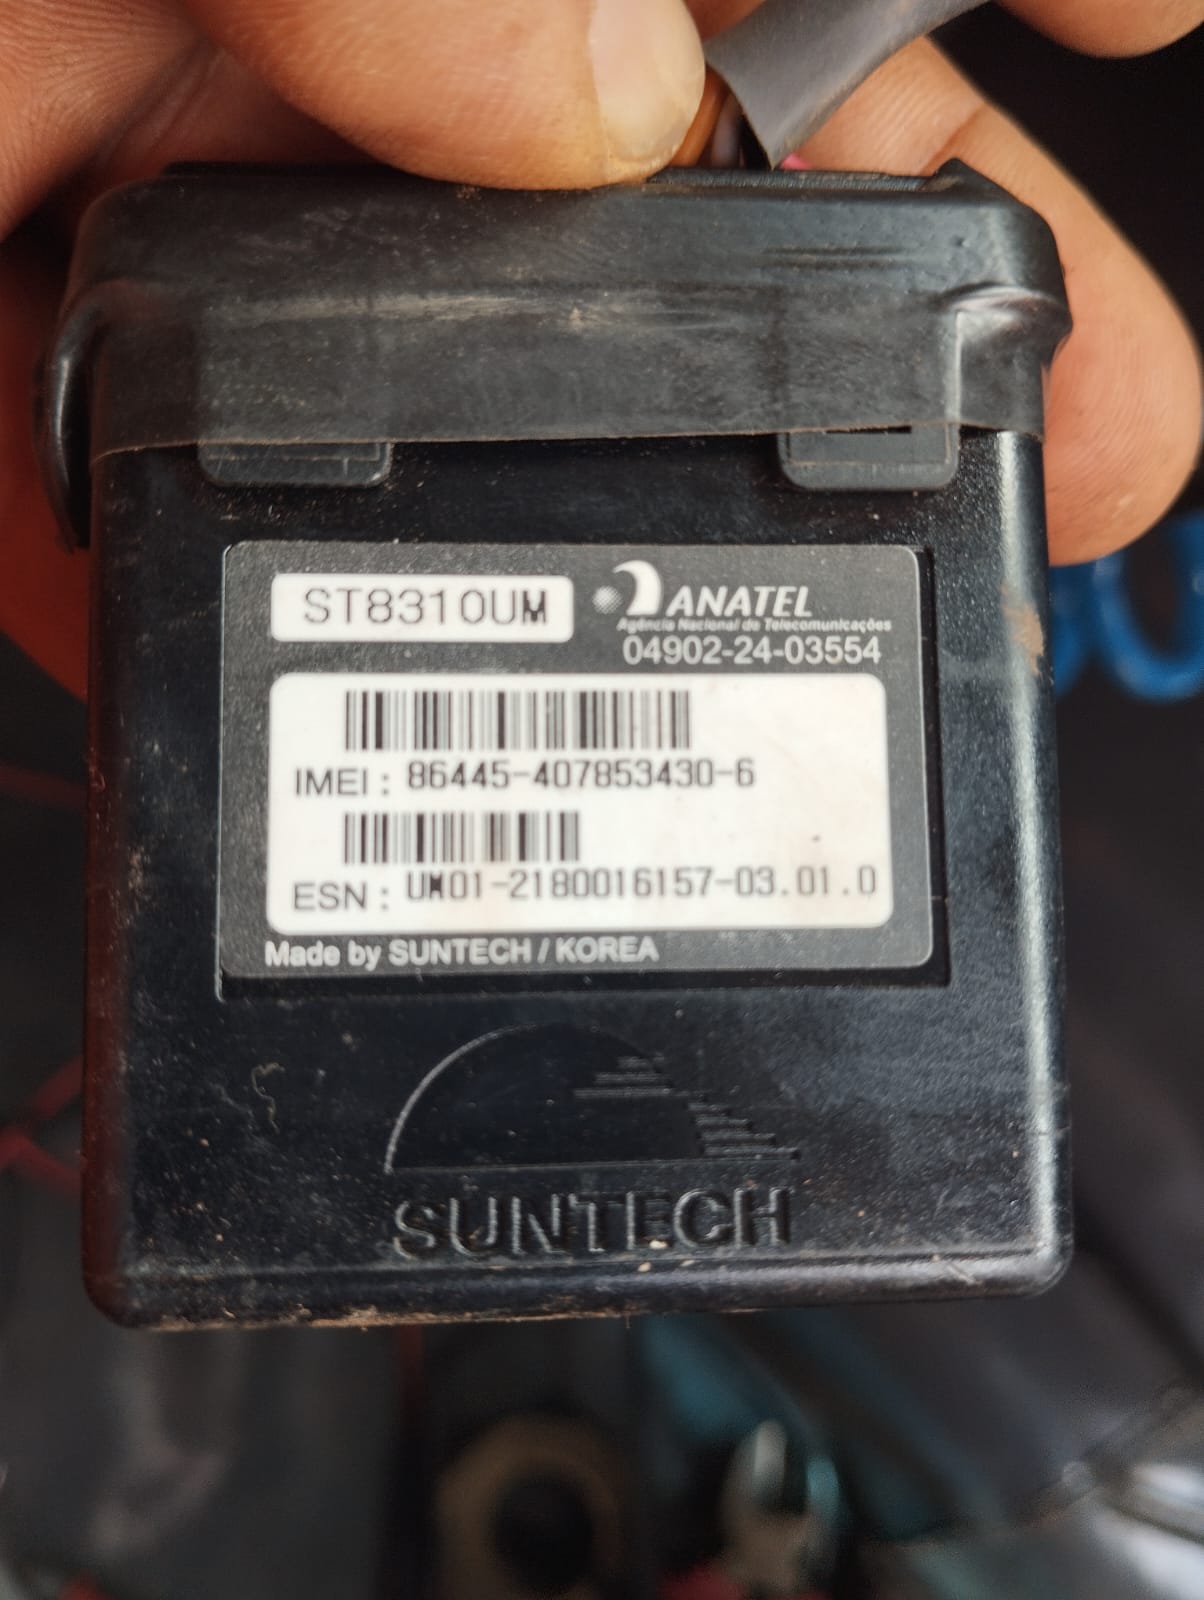 ST8310UM
ANATEL
Agência Nacional de Telecomunicações
04902-24-03554
IMEI : 86445-407853430-6
ESN : UM01-2180016157-03.01.0
Made by SUNTECH / KOREA
SUNTECH